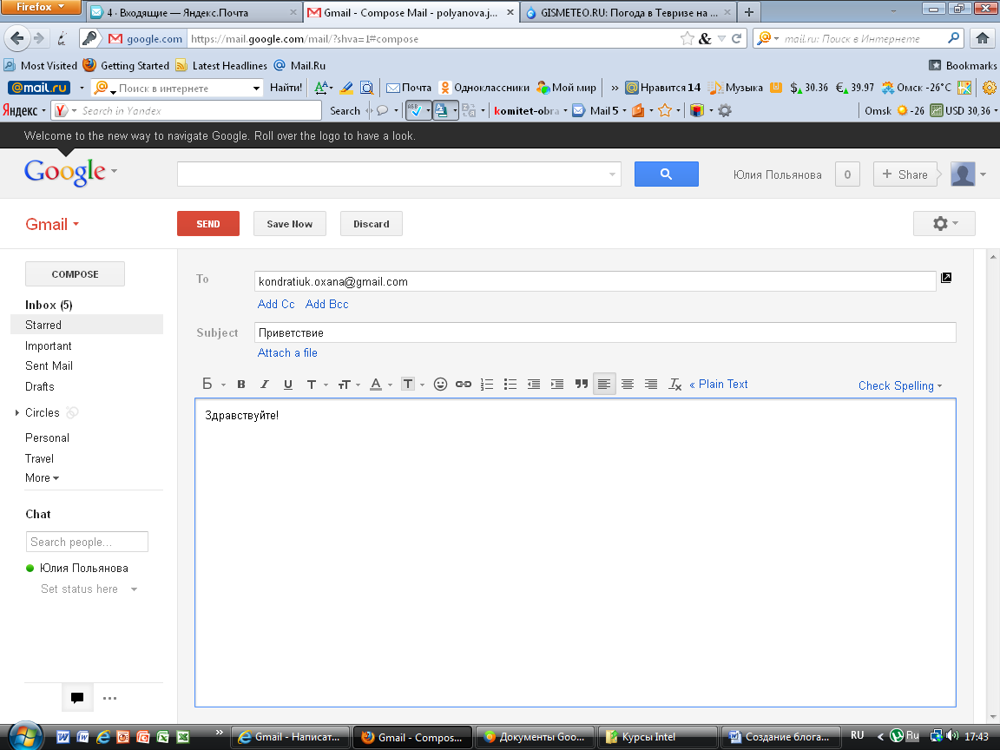 Firefox
4 · Входящие — Яндекс.Почта
Gmail - Compose Mail - polyanova.j...
GISMETEO.RU: Погода в Тевризе на ...
google.com
https://mail.google.com/mail/?shva=1#compose
mail.ru: Поиск в Интернете
Most Visited
Getting Started
Latest Headlines
Mail.Ru
Bookmarks
@mail.ru
Поиск в интернете
Найти!
Почта
Одноклассники
Мой мир
»
Нравится 14
Музыка
$ 30.36
€ 39.97
Омск -26°C
Яндекс
Search in Yandex
Search
komitet-obra
Mail 5
Omsk
-26
USD 30,36
Welcome to the new way to navigate Google. Roll over the logo to have a look.
Google
Юлия Польянова
0
+ Share
Gmail
SEND
Save Now
Discard
COMPOSE
Inbox (5)
Starred
Important
Sent Mail
Drafts
Circles
Personal
Travel
More
Chat
Search people...
Юлия Польянова
Set status here
To
kondratiuk.oxana@gmail.com
Add Cc
Add Bcc
Subject
Приветствие
Attach a file
Б B I U T тT A T
« Plain Text
Check Spelling
Здравствуйте!
»
Gmail - Написат...
Gmail - Compos...
Документы Goo...
Курсы Intel
Создание блога...
RU
Ru
17:43